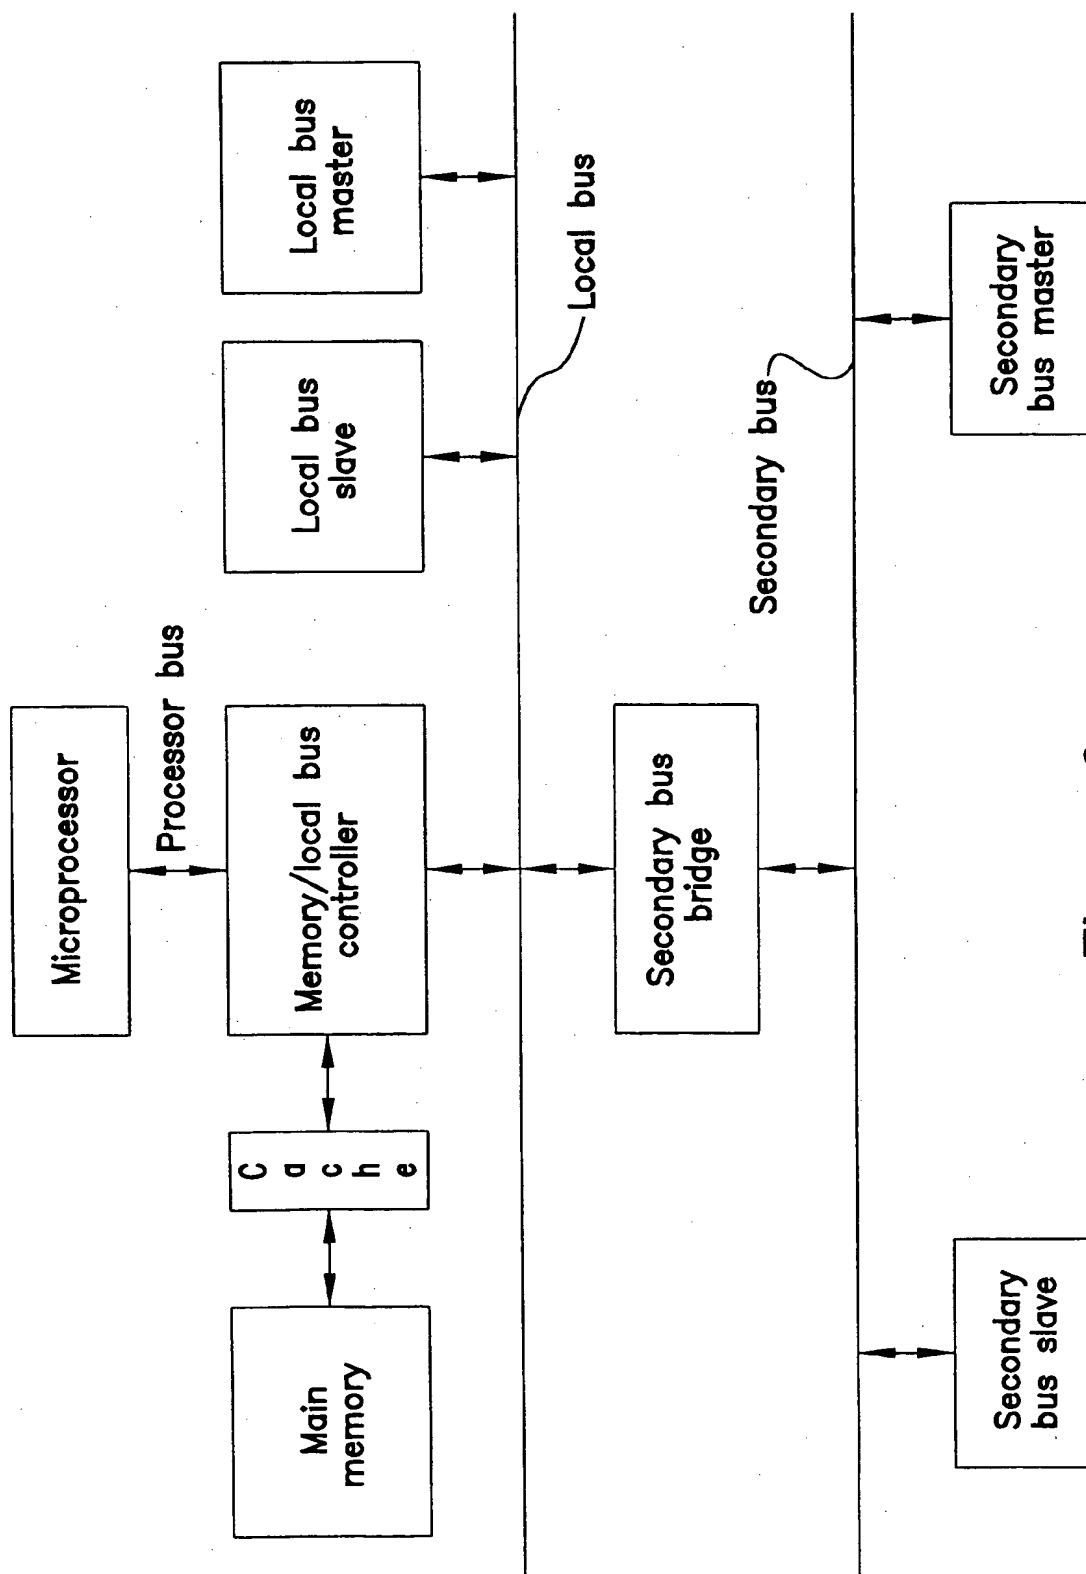 Microprocessor
Processor bus
Main
memory
C
a
c
h
e
Memory/local bus
controller
Local bus
slave
Local bus
master
Local bus
Secondary bus
bridge
Secondary bus
Secondary
bus slave
Secondary
bus master